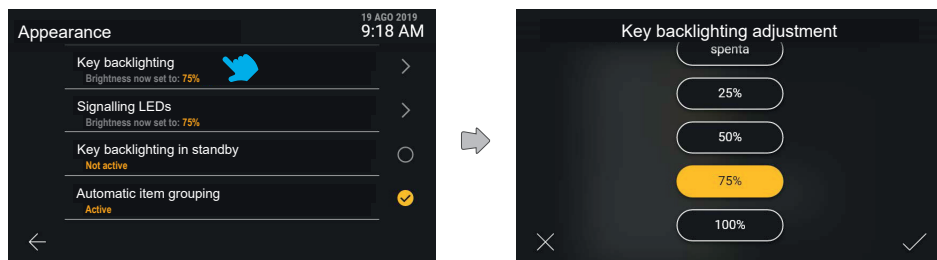 19 AGO 2019
Appearance
9:18 AM
Key backlighting
Brightness now set to: 75%
Signalling LEDs
Brightness now set to: 75%
Key backlighting in standby
Not active
Automatic item grouping
Active
Key backlighting adjustment
spenta
25%
50%
75%
100%